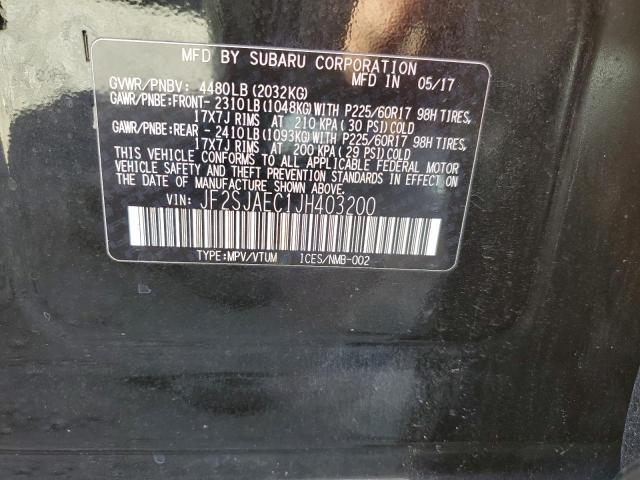 MFD BY SUBARU CORPORATION
GVWR/PNBV: 4480LB(2032KG) MFD IN 05/17
GAWR/PNBE:FRONT-2310LB(1048KG)WITH P225/60R17 98H TIRES,
17X7J RIMS AT 210 KPA(30 PSI)COLD
GAWR/PNBE:REAR -2410LB(1093KG)WITH P225/60R17 98H TIRES,
17X7J RIMS AT 200 KPA(29 PSI)COLD
THIS VEHICLE CONFORMS TO ALL APPLICABLE FEDERAL MOTOR
VEHICLE SAFETY AND THEFT PREVENTION STANDARDS IN EFFECT ON
THE DATE OF MANUFACTURE SHOWN ABOVE.
VIN: JF2SJAEC1JH403200
TYPE:MPV/VTUM ICES/NMB-002